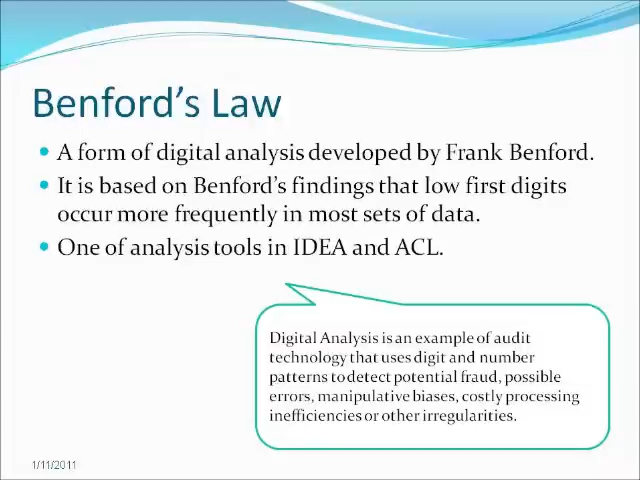 Benford's Law
• A form of digital analysis developed by Frank Benford.
• It is based on Benford's findings that low first digits
occur more frequently in most sets of data.
• One of analysis tools in IDEA and ACL.
Digital Analysis is an example of audit
technology that uses digit and number
patterns to detect potential fraud, possible
errors, manipulative biases, costly processing
inefficiencies or other irregularities.
1/11/2011